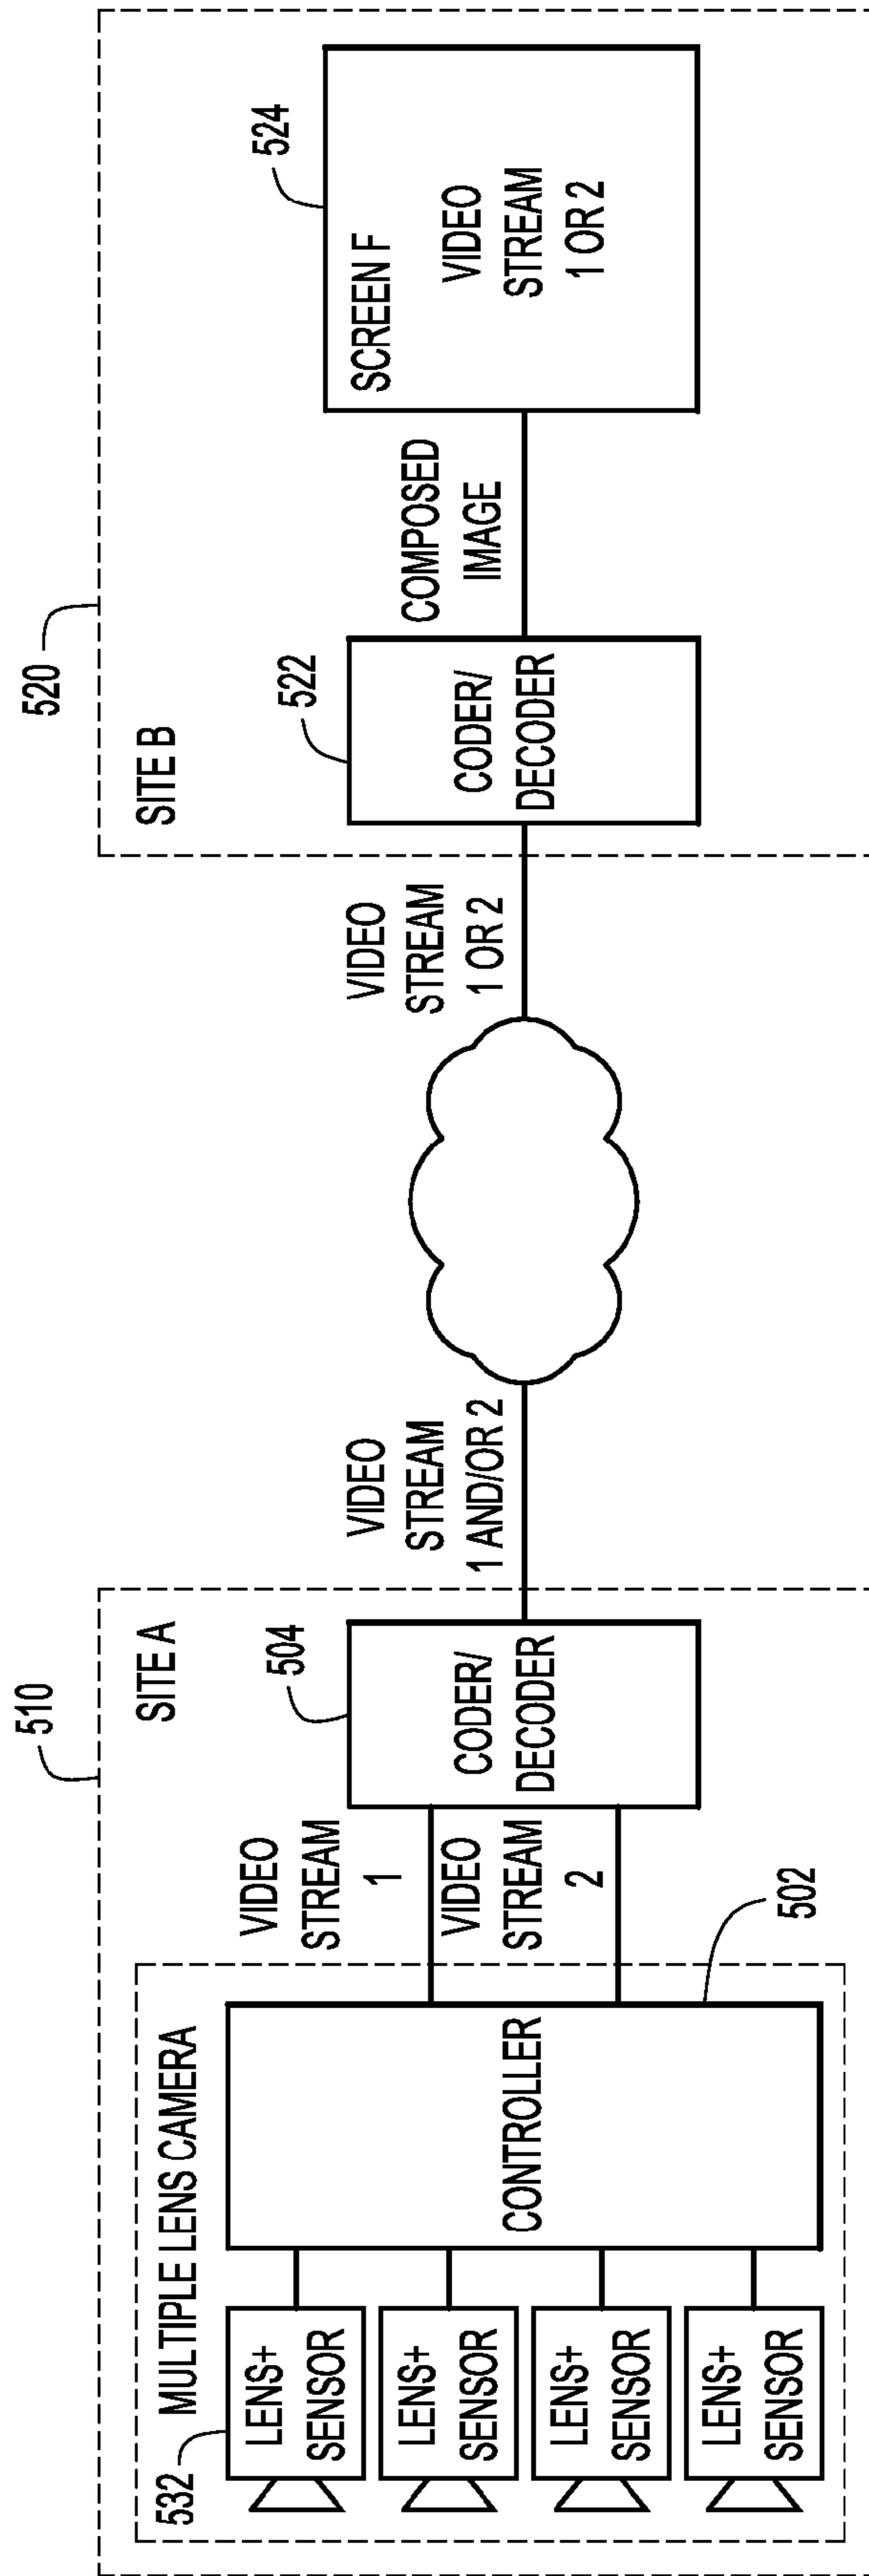 510
SITE A
MULTIPLE LENS CAMERA
532
LENS+
SENSOR
LENS+
SENSOR
LENS+
SENSOR
LENS+
SENSOR
CONTROLLER
502
VIDEO
STREAM
1
VIDEO
STREAM
2
504
CODER/
DECODER
VIDEO
STREAM
1 AND/OR 2
VIDEO
STREAM
1 OR 2
520
SITE B
522
CODER/
DECODER
COMPOSED
IMAGE
524
SCREEN F
VIDEO
STREAM
1 OR 2